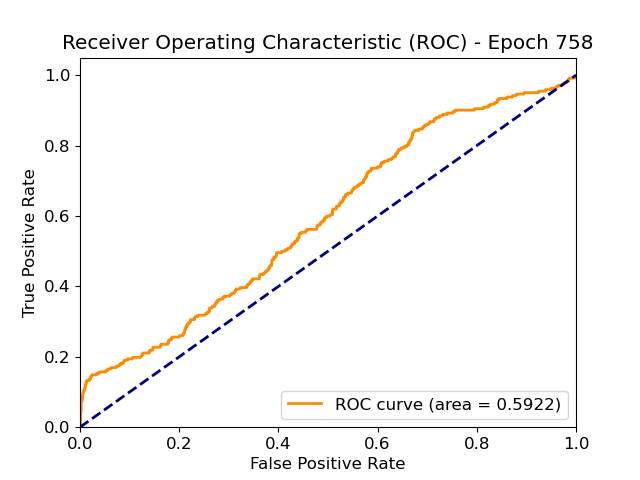 Receiver Operating Characteristic (ROC) - Epoch 758
1.0
0.8
0.6
0.4
0.2
0.0
True Positive Rate
ROC curve (area = 0.5922)
0.0 0.2 0.4 0.6 0.8 1.0
False Positive Rate